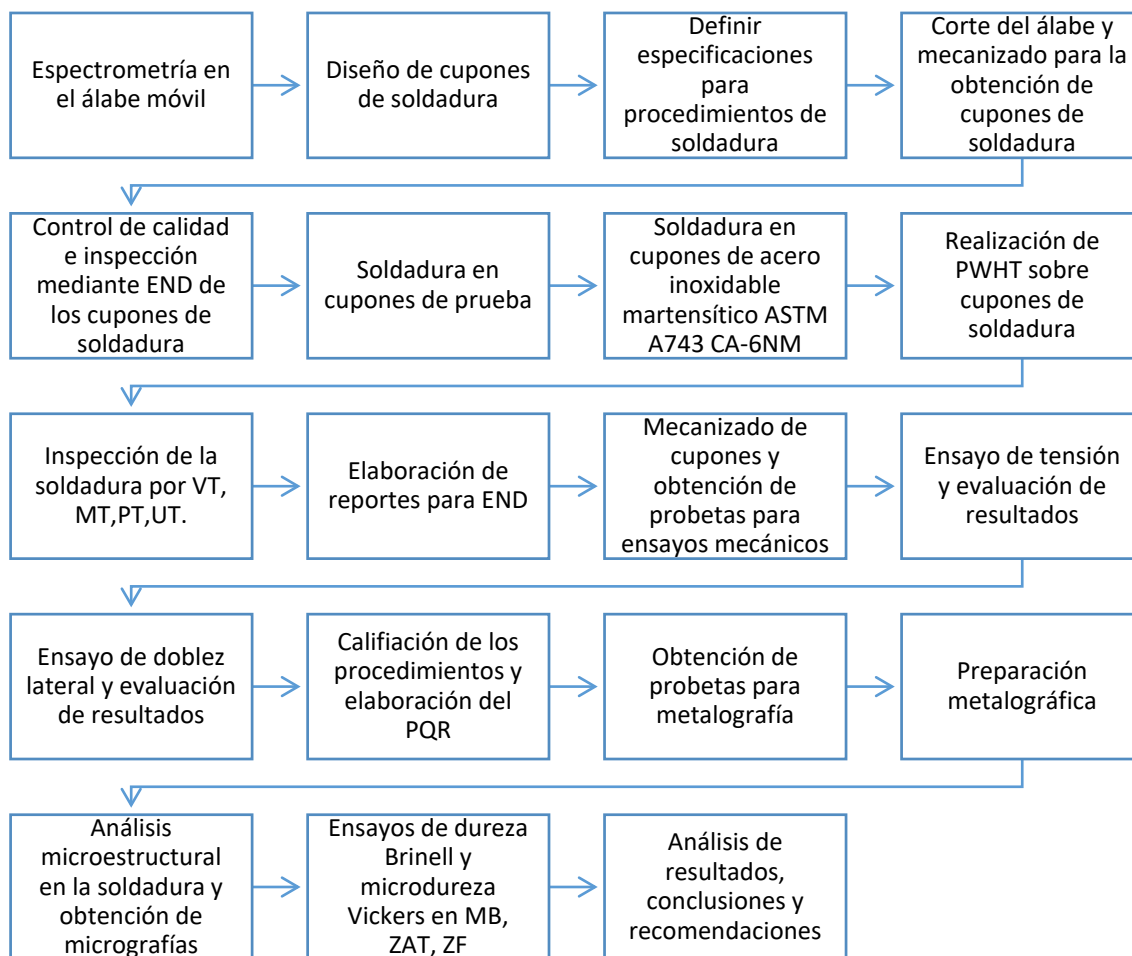 Espectrometría en
el álabe móvil
Diseño de cupones
de soldadura
Definir
especificaciones
para
procedimientos de
soldadura
Corte del álabe y
mecanizado para la
obtención de
cupones de
soldadura
Control de calidad
e inspección
mediante END de
los cupones de
soldadura
Soldadura en
cupones de prueba
Soldadura en
cupones de acero
inoxidable
martensítico ASTM
A743 CA-6NM
Realización de
PWHT sobre
cupones de
soldadura
Inspección de la
soldadura por VT,
MT,PT,UT.
Elaboración de
reportes para END
Mecanizado de
cupones y
obtención de
probetas para
ensayos mecánicos
Ensayo de tensión
y evaluación de
resultados
Ensayo de doblez
lateral y evaluación
de resultados
Califiación de los
procedimientos y
elaboración del
PQR
Obtención de
probetas para
metalografía
Preparación
metalográfica
Análisis
microestructural
en la soldadura y
obtención de
micrografías
Ensayos de dureza
Brinell y
microdureza
Vickers en MB,
ZAT, ZF
Análisis de
resultados,
conclusiones y
recomendaciones